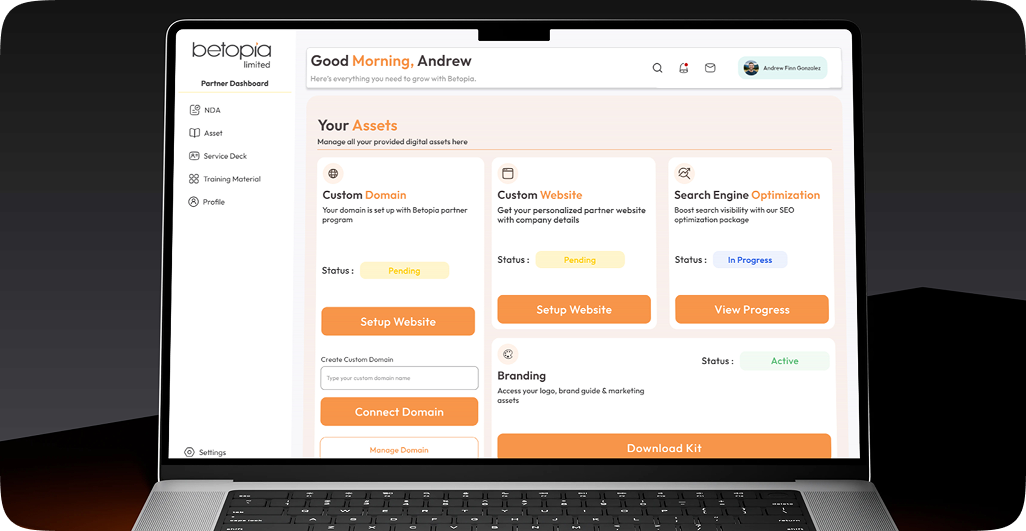 betopia
limited
Partner Dashboard
NDA
Asset
Service Deck
Training Material
Profile
Settings
Good Morning, Andrew
Here's everything you need to grow with Betopia.
Andrew Finn Gonzalez
Your Assets
Manage all your provided digital assets here
Custom Domain
Your domain is set up with Betopia partner
program
Status :
Pending
Setup Website
Create Custom Domain
Type your custom domain name
Connect Domain
Manage Domain
Custom Website
Get your personalized partner website
with company details
Status :
Pending
Setup Website
Search Engine Optimization
Boost search visibility with our SEO
optimization package
Status :
In Progress
View Progress
Branding
Access your logo, brand guide & marketing
assets
Status :
Active
Download Kit